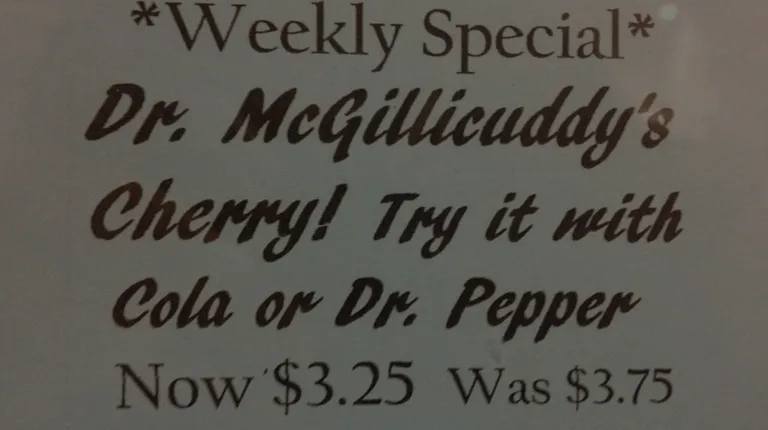 *Weekly Special*
Dr. McGillicuddy's
Cherry! Try it with
Cola or Dr. Pepper
Now $3.25 Was $3.75